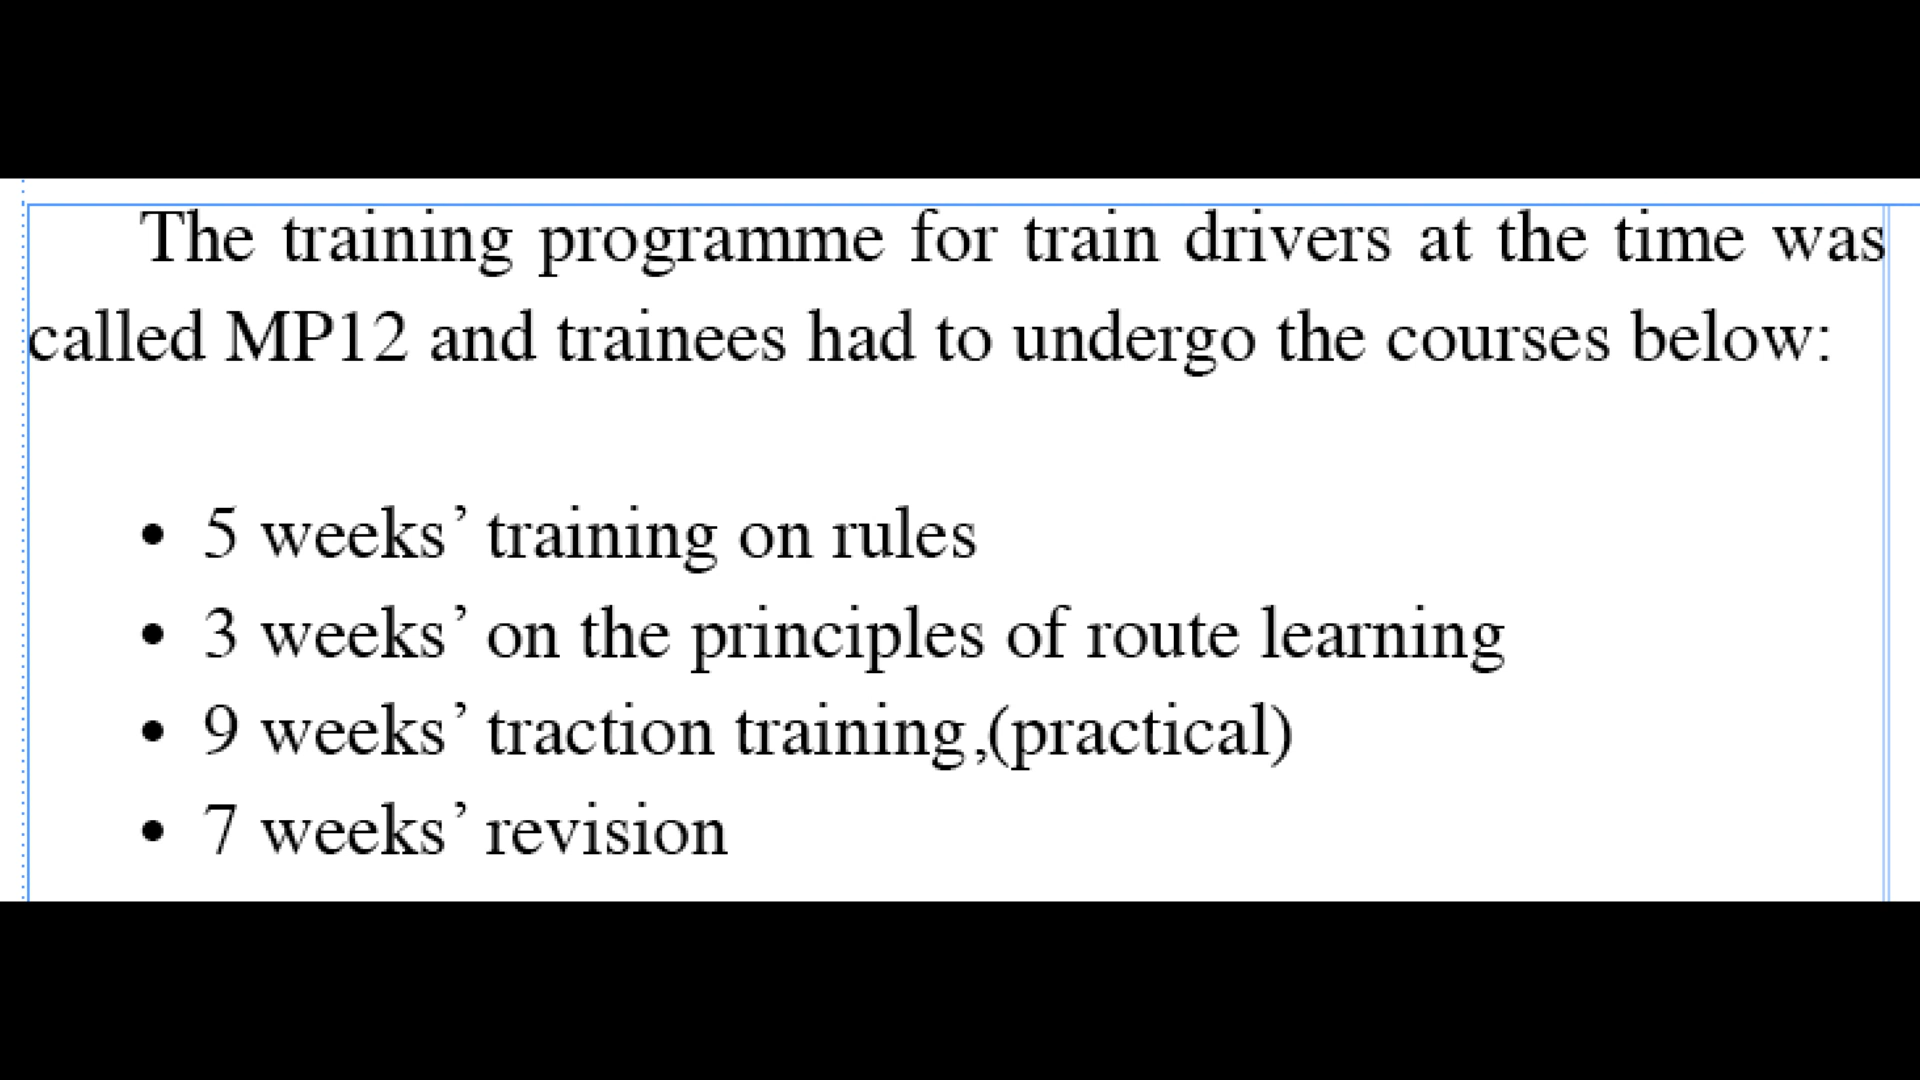 The training programme for train drivers at the time was
called MP12 and trainees had to undergo the courses below:
• 5 weeks’ training on rules
• 3 weeks’ on the principles of route learning
• 9 weeks’ traction training,(practical)
• 7 weeks’ revision